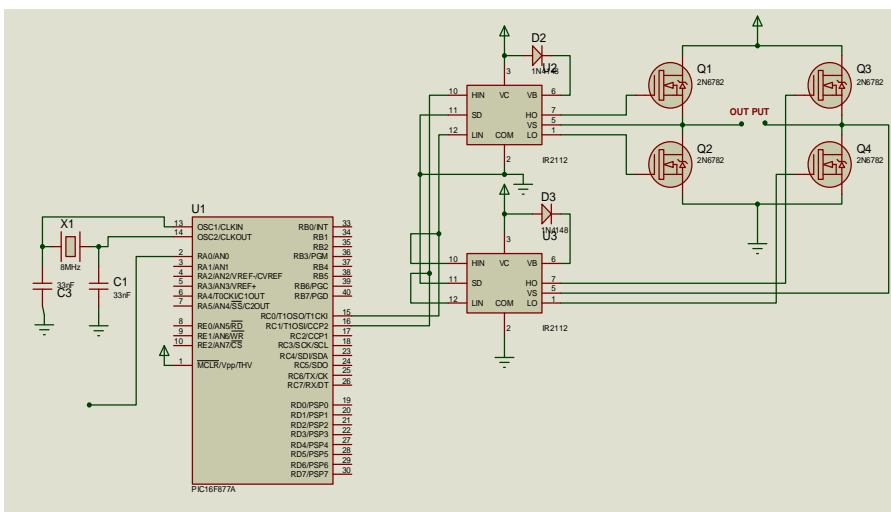 D2
1N4148
U2
10 HIN VC VB 6
3
11 SD HO 7
VS 5
12 LIN COM LO 1
2
IR2112
Q1
2N6782
Q3
2N6782
OUT PUT
Q2
2N6782
Q4
2N6782
D3
1N4148
U3
3
10 HIN VC VB 6
11 SD HO 7
VS 5
12 LIN COM LO 1
2
IR2112
X1
8MHz
33nF
C3
C1
33nF
U1
13 OSC1/CLKIN RB0/INT 33
14 OSC2/CLKOUT RB1 34
RB2 35
2 RA0/AN0 RB3/PGM 36
3 RA1/AN1 RB4 37
4 RA2/AN2/VREF-/CVREF RB5 38
5 RA3/AN3/VREF+ RB6/PGC 39
6 RA4/T0CKI/C1OUT RB7/PGD 40
7 RA5/AN4/SS/C2OUT
RC0/T1OSO/T1CKI 15
8 RE0/AN5/RD RC1/T1OSI/CCP2 16
9 RE1/AN6/WR RC2/CCP1 17
10 RE2/AN7/CS RC3/SCK/SCL 18
RC4/SDI/SDA 23
1 MCLR/Vpp/THV RC5/SDO 24
RC6/TX/CK 25
RC7/RX/DT 26
RD0/PSP0 19
RD1/PSP1 20
RD2/PSP2 21
RD3/PSP3 22
RD4/PSP4 27
RD5/PSP5 28
RD6/PSP6 29
RD7/PSP7 30
PIC16F877A